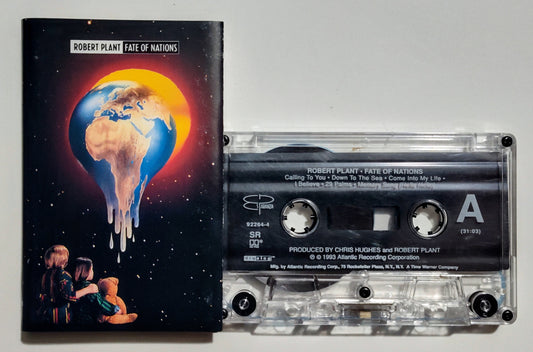 ROBERT PLANT FATE OF NATIONS
ROBERT PLANT • FATE OF NATIONS
Calling To You • Down To The Sea • Come Into My Life •
I Believe • 29 Palms • Memory Song (Hello Hello)
92264-4
SR
A
(31:03)
PRODUCED BY CHRIS HUGHES and ROBERT PLANT
℗ © 1993 Atlantic Recording Corporation
Mfg. by Atlantic Recording Corp., 75 Rockefeller Plaza, N.Y., N.Y. A Time Warner Company